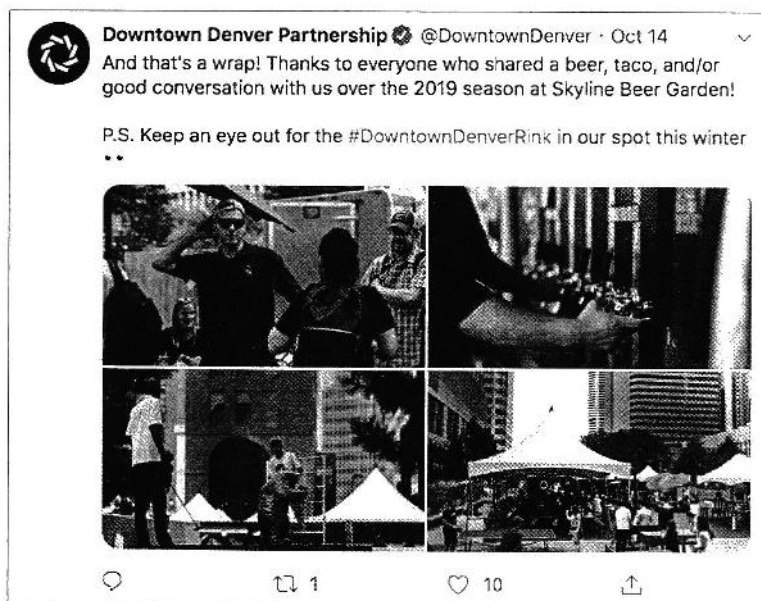 Downtown Denver Partnership @DowntownDenver · Oct 14
And that's a wrap! Thanks to everyone who shared a beer, taco, and/or
good conversation with us over the 2019 season at Skyline Beer Garden!
P.S. Keep an eye out for the #DowntownDenverRink in our spot this winter
1
10